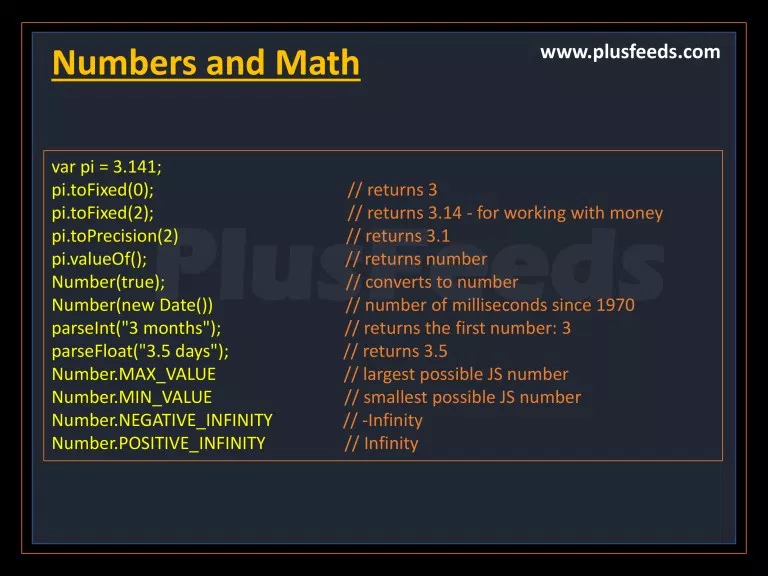 Numbers and Math
www.plusfeeds.com
var pi = 3.141;
pi.toFixed(0); // returns 3
pi.toFixed(2); // returns 3.14 - for working with money
pi.toPrecision(2) // returns 3.1
pi.valueOf(); // returns number
Number(true); // converts to number
Number(new Date()) // number of milliseconds since 1970
parseInt("3 months"); // returns the first number: 3
parseFloat("3.5 days"); // returns 3.5
Number.MAX_VALUE // largest possible JS number
Number.MIN_VALUE // smallest possible JS number
Number.NEGATIVE_INFINITY // -Infinity
Number.POSITIVE_INFINITY // Infinity
PlusFeeds